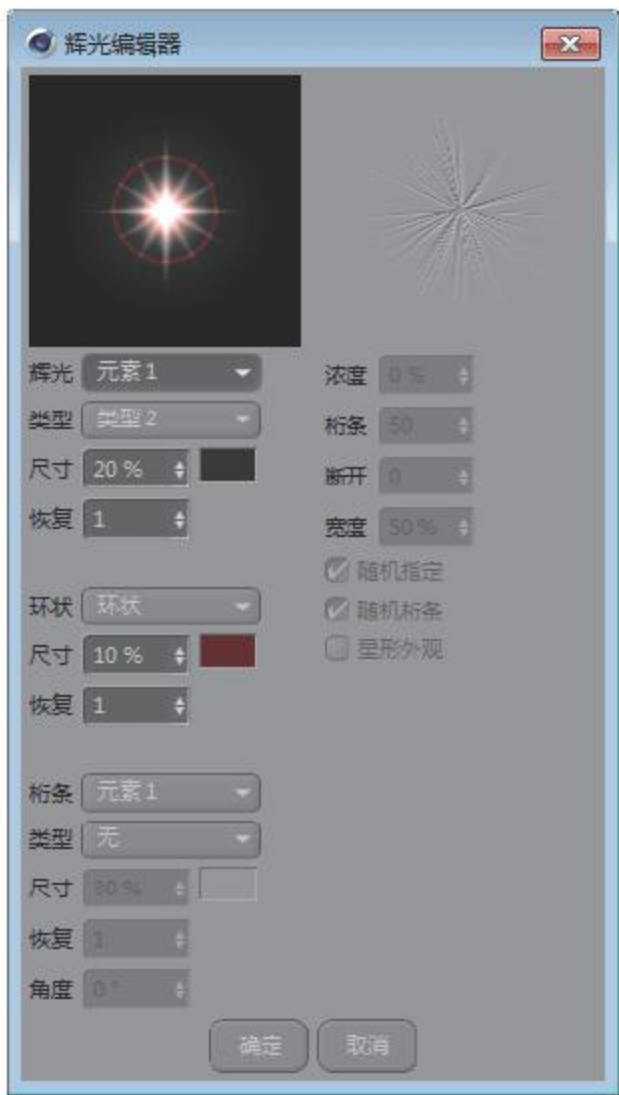 辉光编辑器
辉光 元素1
类型 类型2
尺寸 20 %
恢复 1
环状 环状
尺寸 10 %
恢复 1
桁条 元素1
类型 无
尺寸 30 %
恢复 1
角度 0 °
浓度 0 %
桁条 50
断开 0
宽度 50 %
随机指定
随机桁条
星形外观
确定 取消